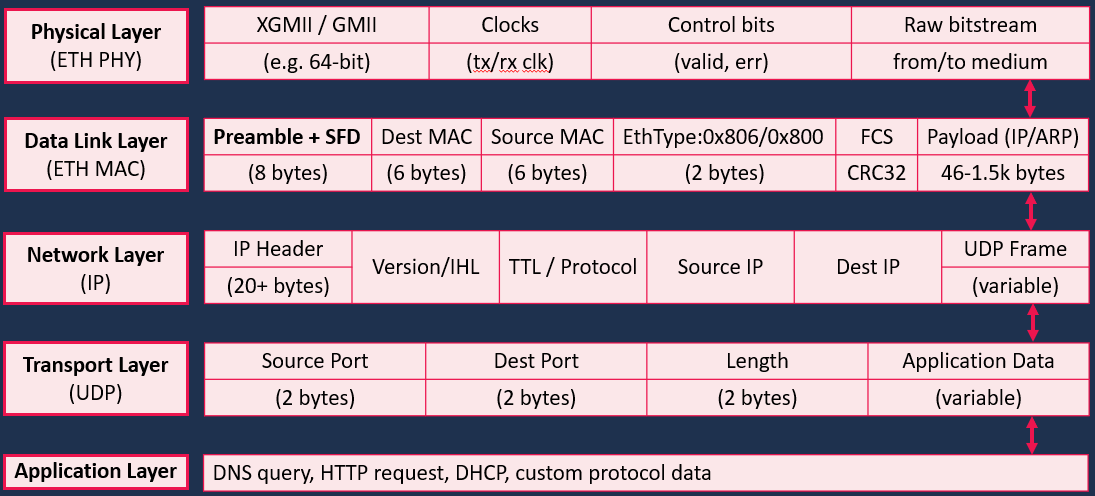 Physical Layer
(ETH PHY)
XGMII / GMII
(e.g. 64-bit)
Clocks
(tx/rx clk)
Control bits
(valid, err)
Raw bitstream
from/to medium
Data Link Layer
(ETH MAC)
Preamble + SFD
(8 bytes)
Dest MAC
(6 bytes)
Source MAC
(6 bytes)
EthType:0x806/0x800
(2 bytes)
FCS
CRC32
Payload (IP/ARP)
46-1.5k bytes
Network Layer
(IP)
IP Header
(20+ bytes)
Version/IHL
TTL / Protocol
Source IP
Dest IP
UDP Frame
(variable)
Transport Layer
(UDP)
Source Port
(2 bytes)
Dest Port
(2 bytes)
Length
(2 bytes)
Application Data
(variable)
Application Layer
DNS query, HTTP request, DHCP, custom protocol data